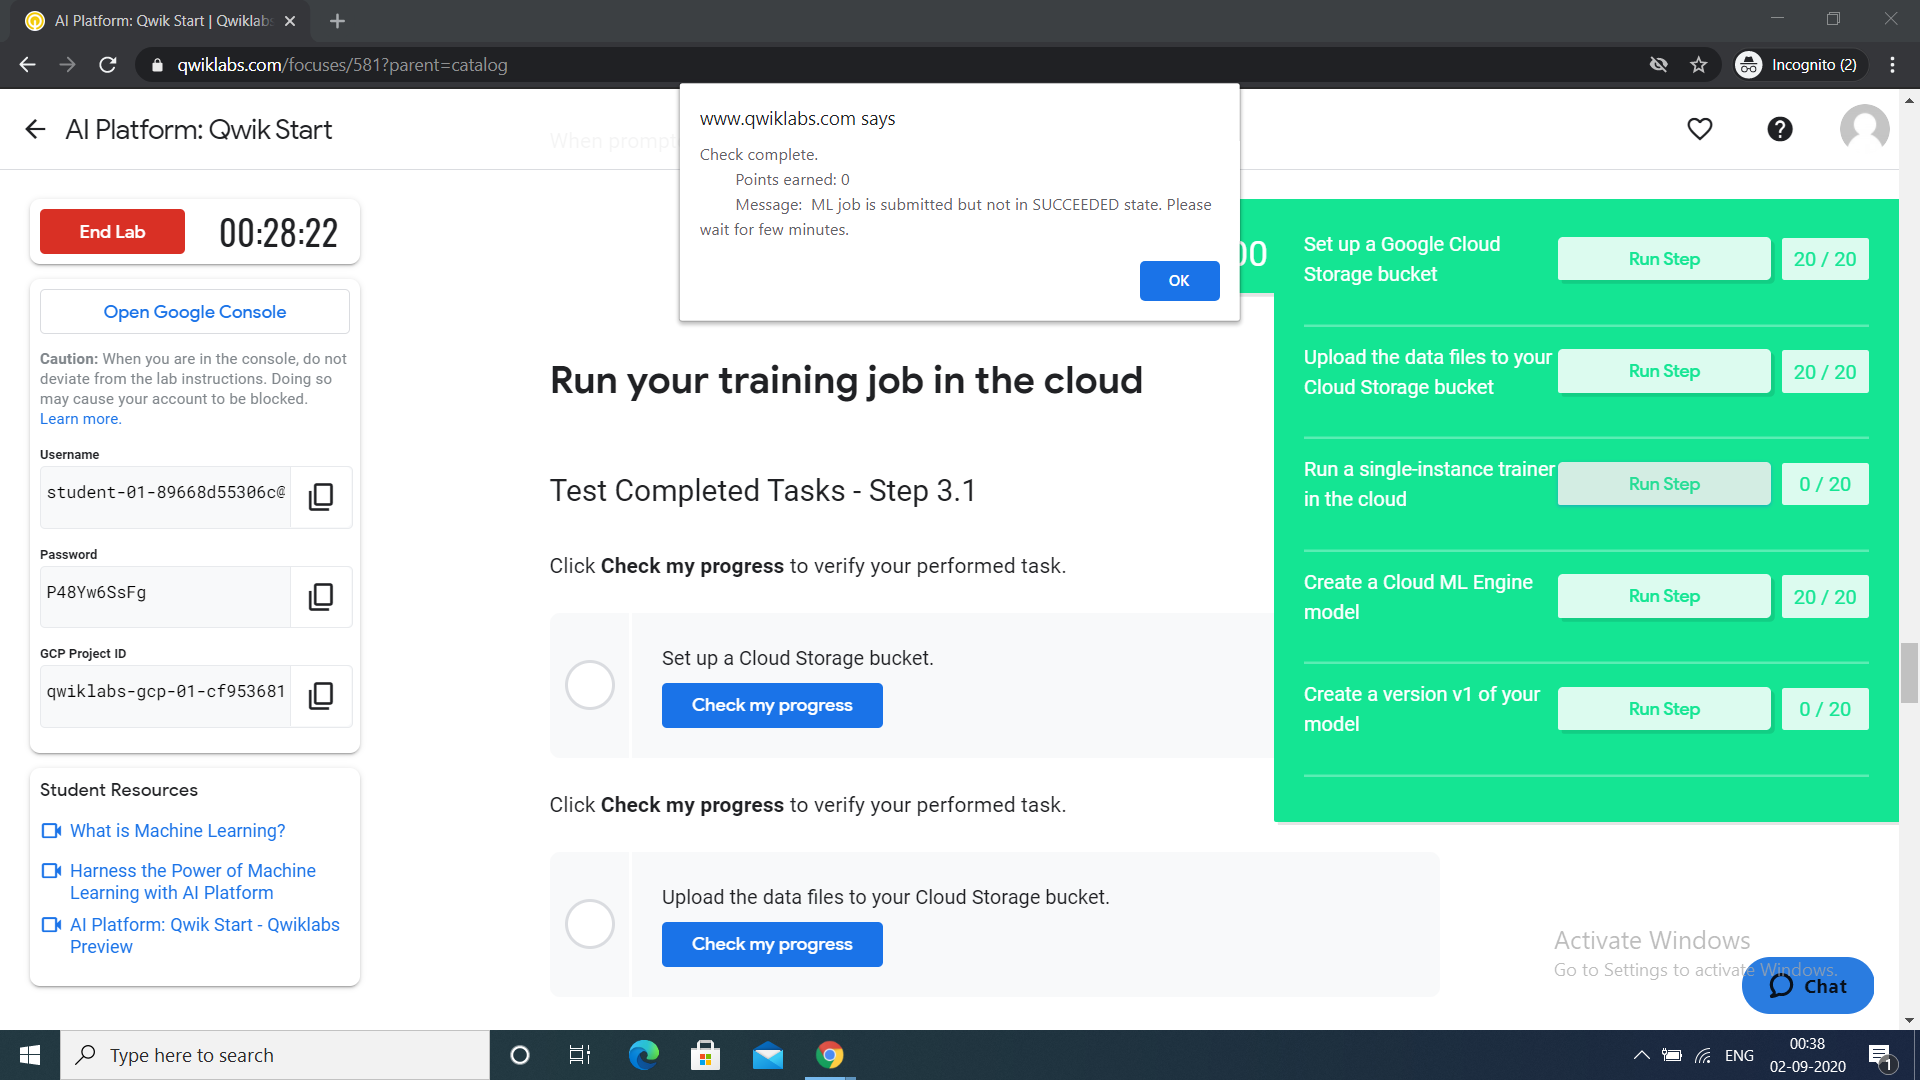 AI Platform: Qwik Start | Qwiklabs
qwiklabs.com/focuses/581?parent=catalog
Incognito (2)
AI Platform: Qwik Start
When prompt
www.qwiklabs.com says
Check complete.
Points earned: 0
Message: ML job is submitted but not in SUCCEEDED state. Please
wait for few minutes.
OK
End Lab
00:28:22
Open Google Console
Caution: When you are in the console, do not
deviate from the lab instructions. Doing so
may cause your account to be blocked.
Learn more.
Username
student-01-89668d55306c@
Password
P48Yw6SsFg
GCP Project ID
qwiklabs-gcp-01-cf953681
Student Resources
What is Machine Learning?
Harness the Power of Machine
Learning with AI Platform
AI Platform: Qwik Start - Qwiklabs
Preview
Run your training job in the cloud
Test Completed Tasks - Step 3.1
Click Check my progress to verify your performed task.
Set up a Cloud Storage bucket.
Check my progress
Click Check my progress to verify your performed task.
Upload the data files to your Cloud Storage bucket.
Check my progress
00
Set up a Google Cloud
Storage bucket
Run Step
20 / 20
Upload the data files to your
Cloud Storage bucket
Run Step
20 / 20
Run a single-instance trainer
in the cloud
Run Step
0 / 20
Create a Cloud ML Engine
model
Run Step
20 / 20
Create a version v1 of your
model
Run Step
0 / 20
Activate Windows
Go to Settings to activate Windows.
Chat
Type here to search
ENG
00:38
02-09-2020
1